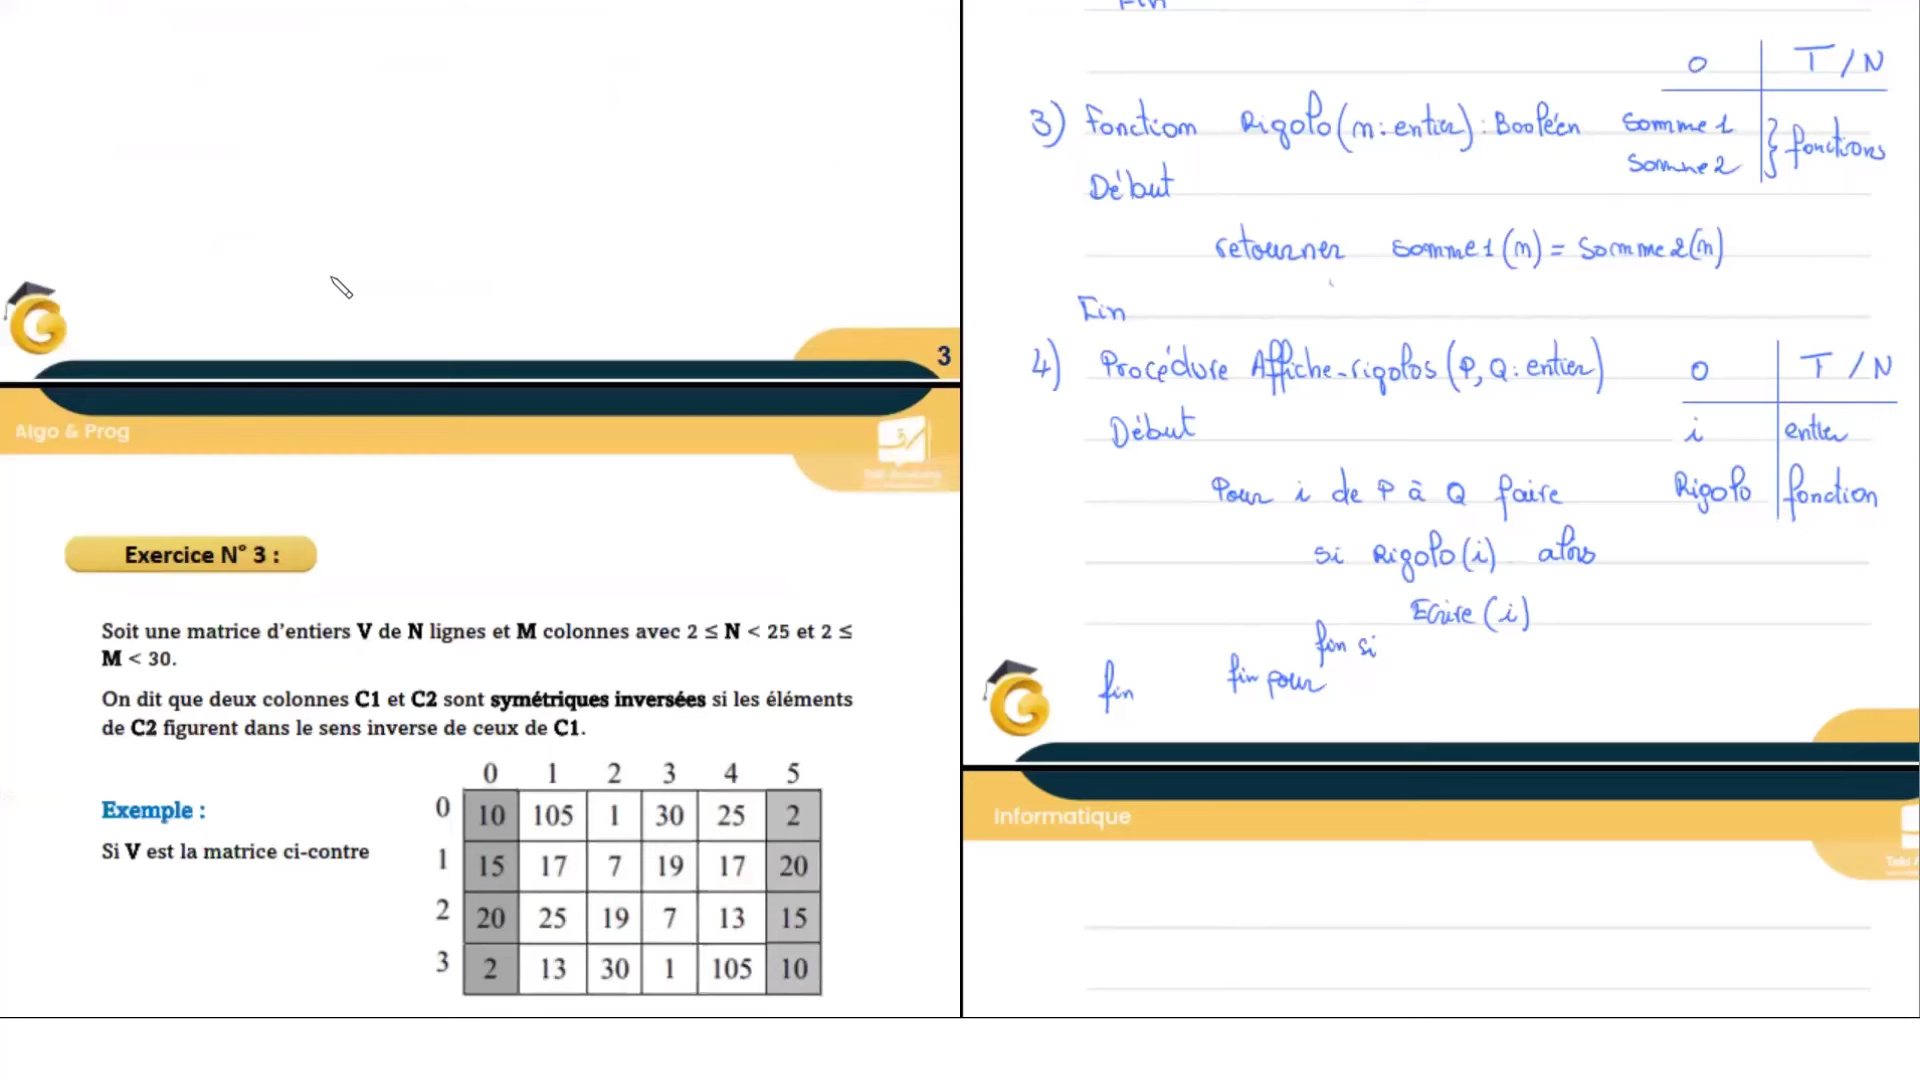 3
Algo & Prog
Exercice N° 3 :
Soit une matrice d'entiers V de N lignes et M colonnes avec 2 ≤ N < 25 et 2 ≤
M < 30.
On dit que deux colonnes C1 et C2 sont symétriques inversées si les éléments
de C2 figurent dans le sens inverse de ceux de C1.
Exemple :
Si V est la matrice ci-contre
0 1 2 3 4 5
0 10 105 1 30 25 2
1 15 17 7 19 17 20
2 20 25 19 7 13 15
3 2 13 30 1 105 10
Fin
O T/N
3) Fonction Rigolo(n: entier): Booléen somme1 } fonctions
somme2
Début
retourner somme1(n) = somme2(n)
Fin
4) Procédure Affiche-rigolos(P, Q: entier) O T/N
Début i entier
Pour i de P à Q faire Rigolo fonction
si Rigolo(i) alors
Ecrire(i)
fin si
fin pour
fin
Informatique